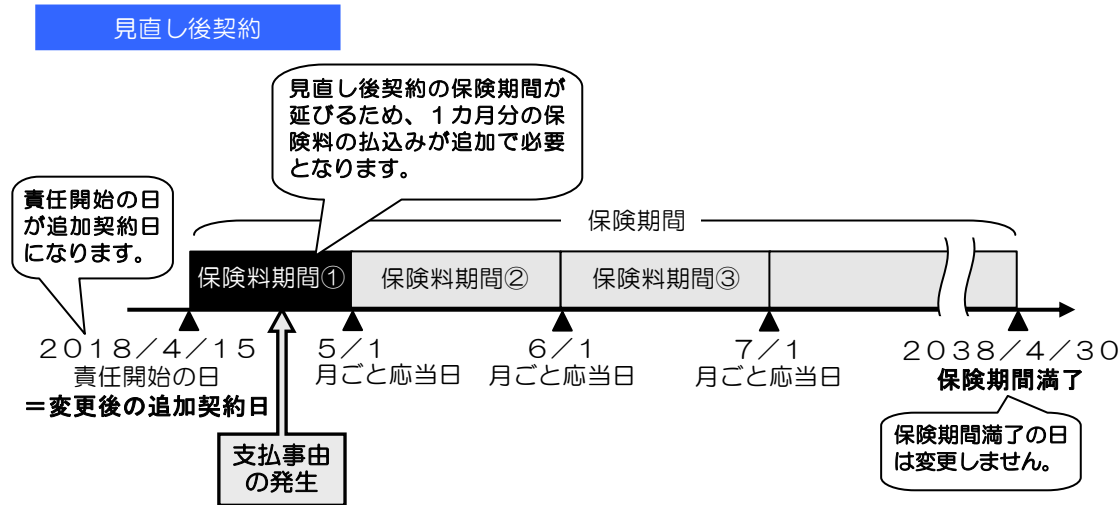 見直し後契約
見直し後契約の保険期間が
延びるため、１カ月分の保
険料の払込みが追加で必要
となります。
責任開始の日
が追加契約日
になります。
保険期間
保険料期間①
保険料期間②
保険料期間③
２０１８／４／１５
責任開始の日
＝変更後の追加契約日
５／１
月ごと応当日
６／１
月ごと応当日
７／１
月ごと応当日
２０３８／４／３０
保険期間満了
支払事由
の発生
保険期間満了の日
は変更しません。